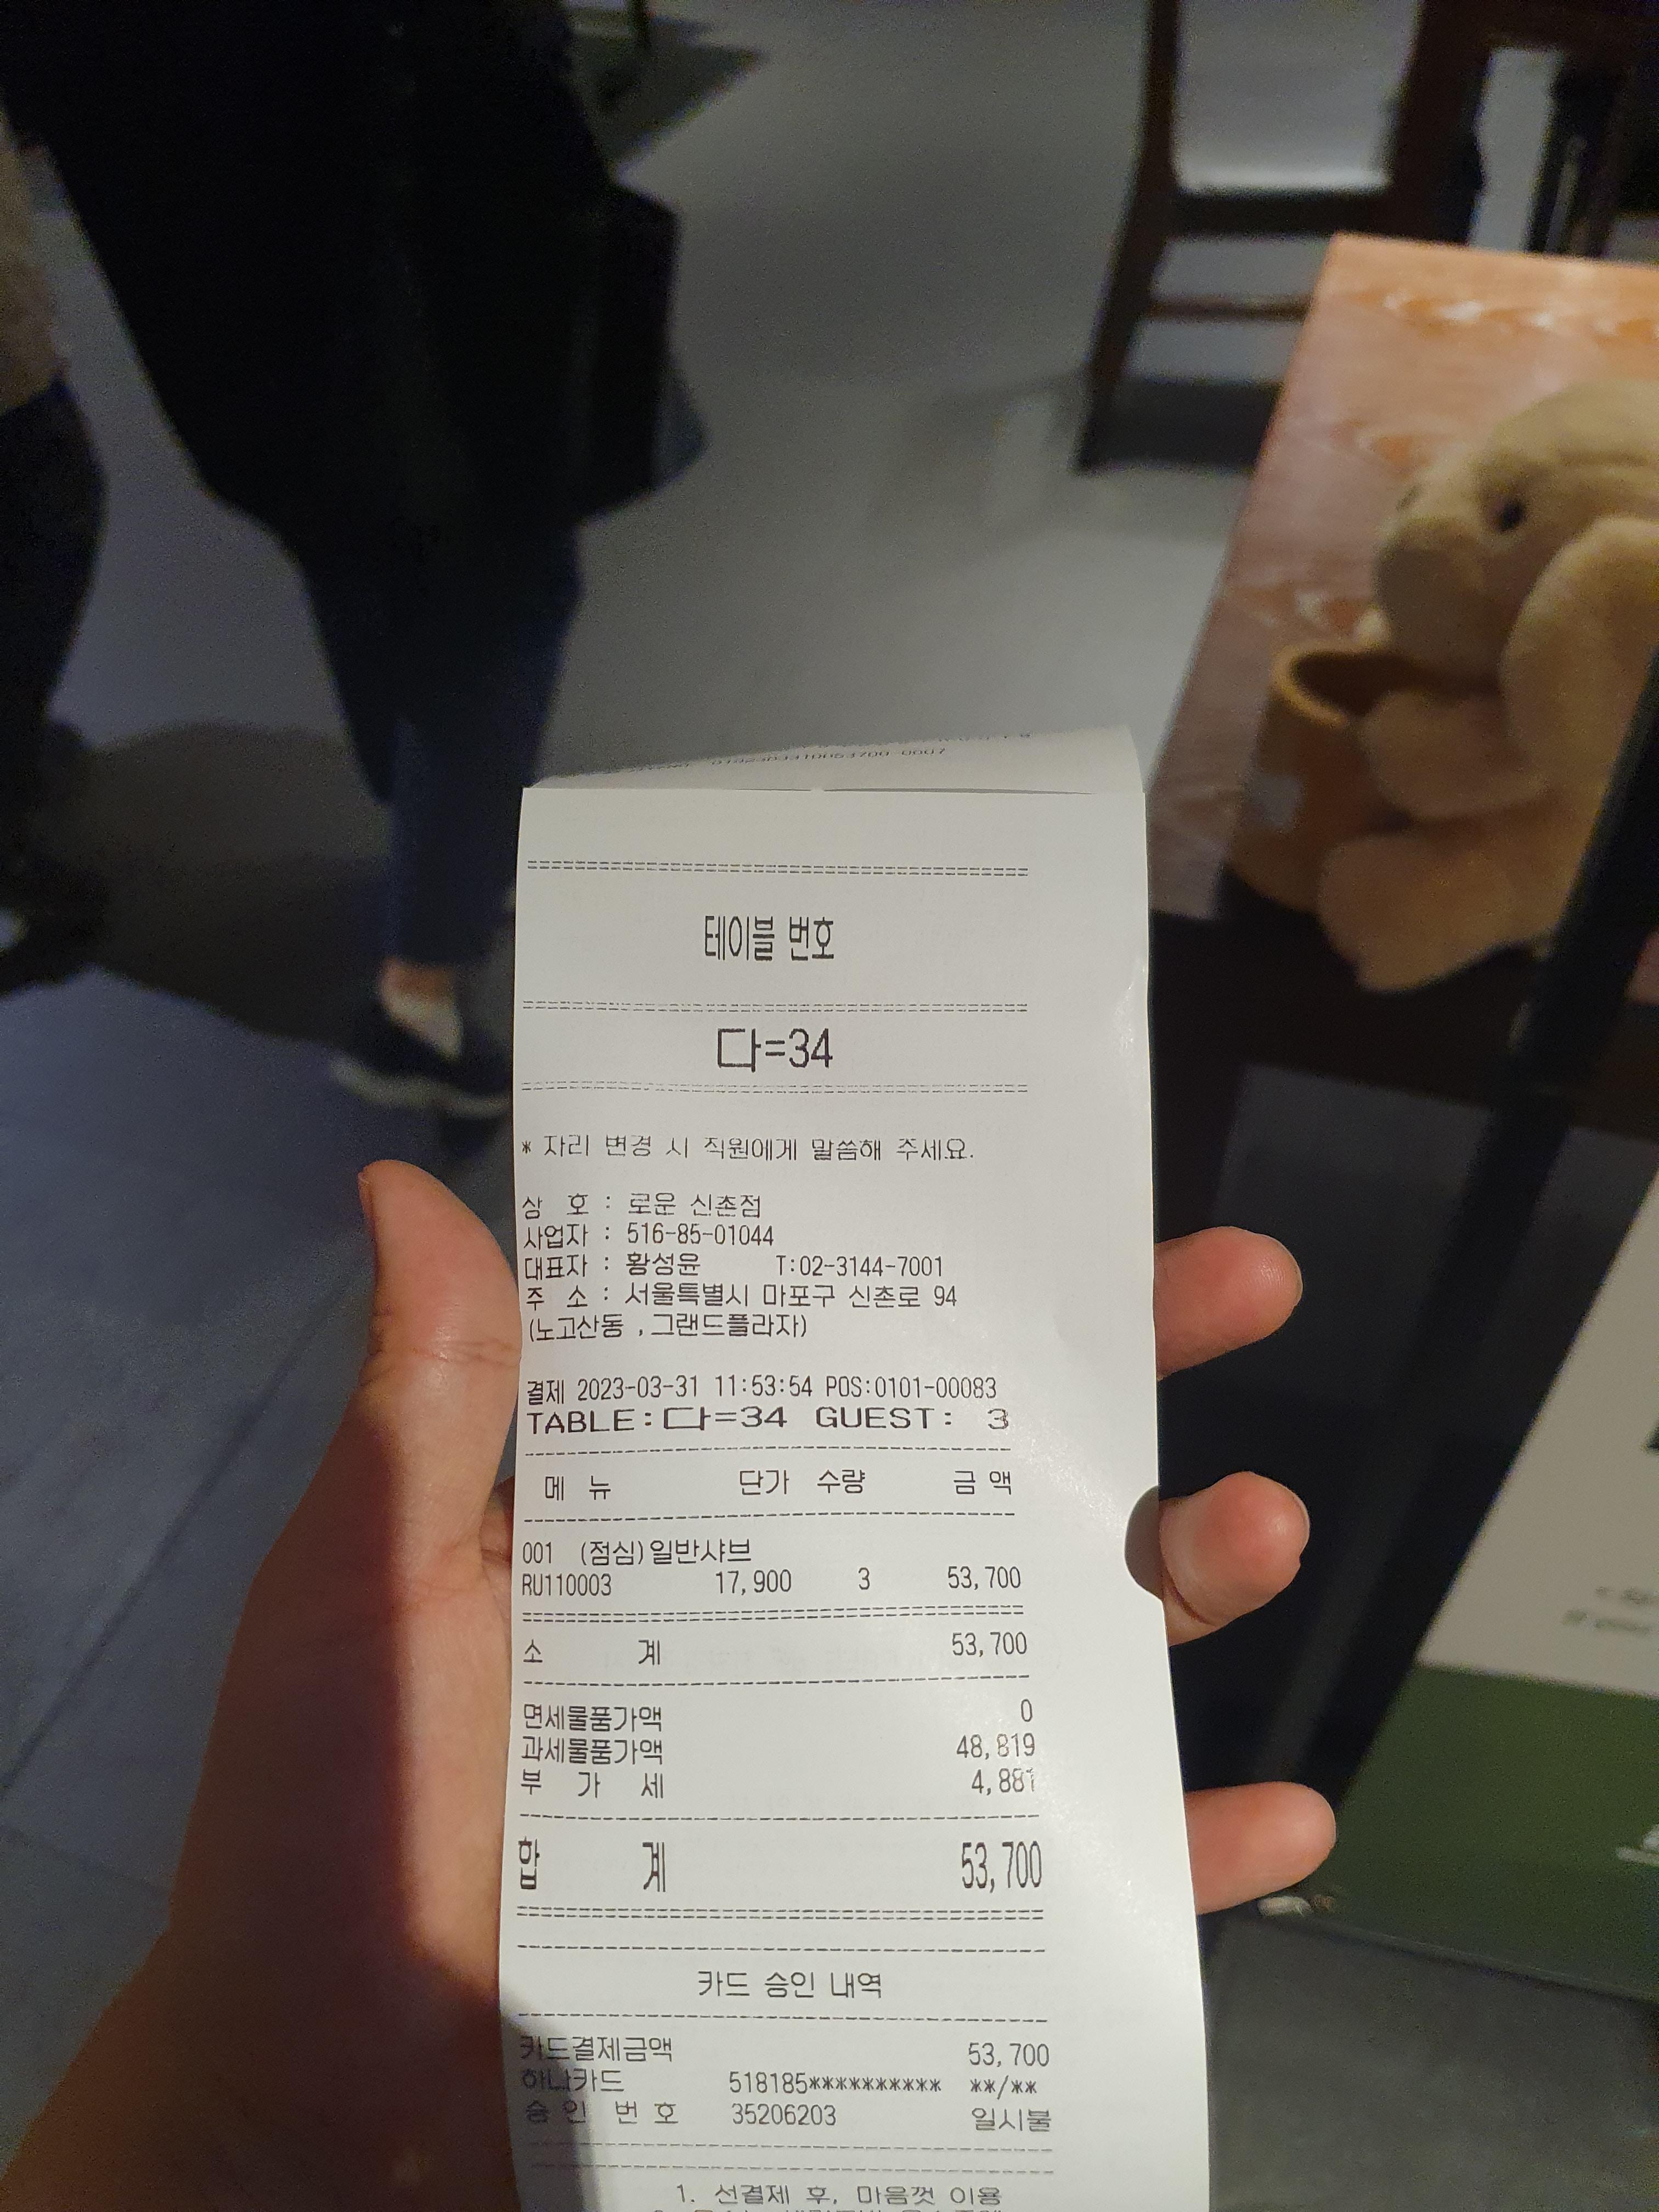 테이블 번호
다=34
* 자리 변경 시 직원에게 말씀해 주세요.
상 호 : 로운 신촌점
사업자 : 516-85-01044
대표자 : 황성윤 T:02-3144-7001
주 소 : 서울특별시 마포구 신촌로 94
(노고산동 ,그랜드플라자)
결제 2023-03-31 11:53:54 POS:0101-00083
TABLE:다=34 GUEST: 3
메 뉴 단가 수량 금 액
001 (점심)일반샤브
RU110003 17,900 3 53,700
소 계 53,700
면세물품가액 0
과세물품가액 48,819
부 가 세 4,881
합 계 53,700
카드 승인 내역
카드결제금액 53,700
하나카드 518185********** **/**
승 인 번 호 35206203 일시불
1. 선결제 후, 마음껏 이용